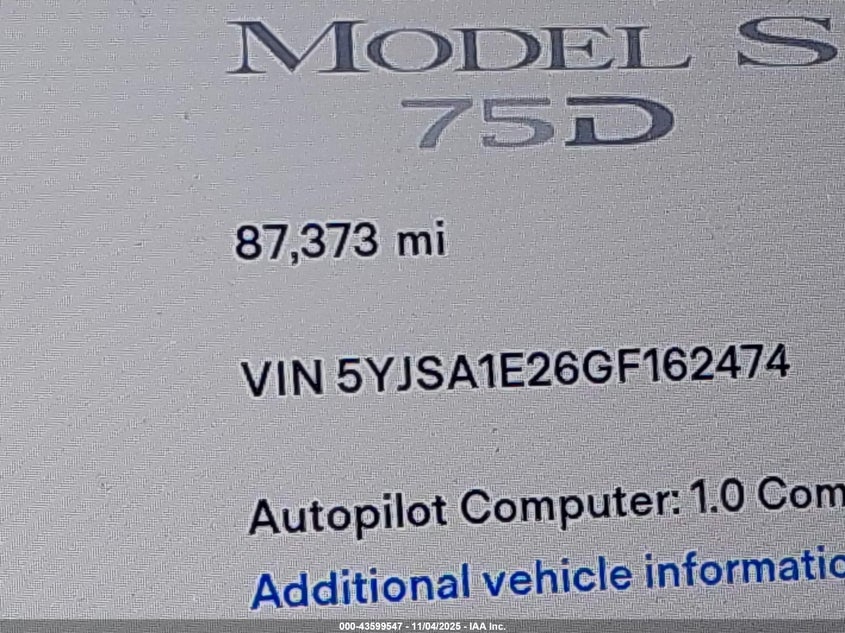 MODEL S
75D
87,373 mi
VIN 5YJSA1E26GF162474
Autopilot Computer: 1.0 Com
Additional vehicle informatio
000-43599547 - 11/04/2025 - IAA Inc.